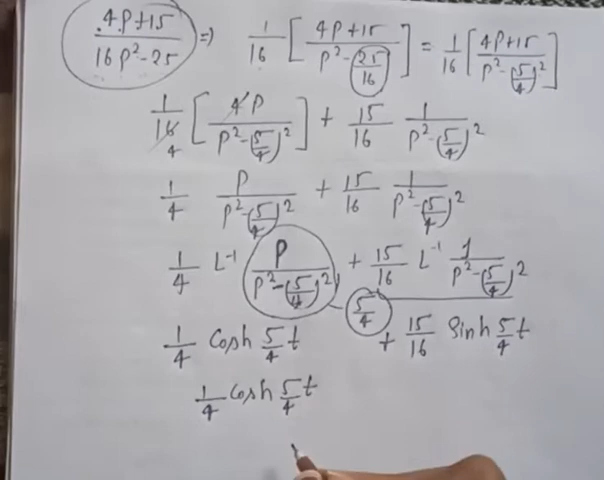 4P+15 / 16P²-25 => 1/16 [ 4P+15 / P²-25/16 ] = 1/16 [ 4P+15 / P²-(5/4)² ]
1/16 4 [ 4P / P²-(5/4)² ] + 15/16 1 / P²-(5/4)²
1/4 P / P²-(5/4)² + 15/16 1 / P²-(5/4)²
1/4 L⁻¹ P / P²-(5/4)² + 15/16 L⁻¹ 1 / P²-(5/4)²
5/4
1/4 Cosh 5/4 t + 15/16 Sinh 5/4 t
1/4 Cosh 5/4 t